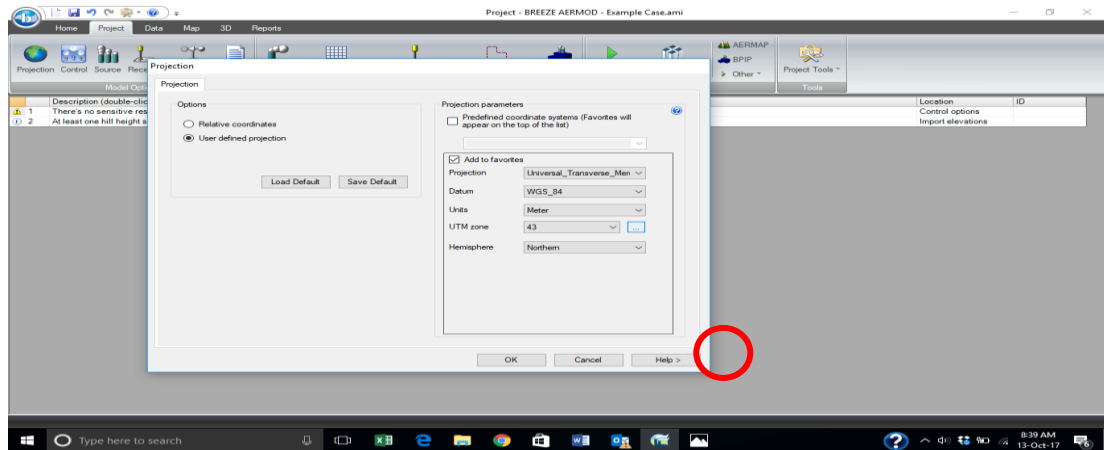 Project - BREEZE AERMOD - Example Case.ami
Home Project Data Map 3D Reports
Projection Control Source Rece
AERMAP
BPIP
Other
Project Tools
Model Opti
Tools
Projection
Projection
Description (double-clic
Location ID
1 There's no sensitive res
Control options
2 At least one hill height s
Import elevations
Options
Relative coordinates
User defined projection
Load Default Save Default
Projection parameters
Predefined coordinate systems (Favorites will
appear on the top of the list)
Add to favorites
Projection Universal_Transverse_Mer
Datum WGS_84
Units Meter
UTM zone 43 ...
Hemisphere Northern
OK Cancel Help >
Type here to search
8:39 AM
13-Oct-17